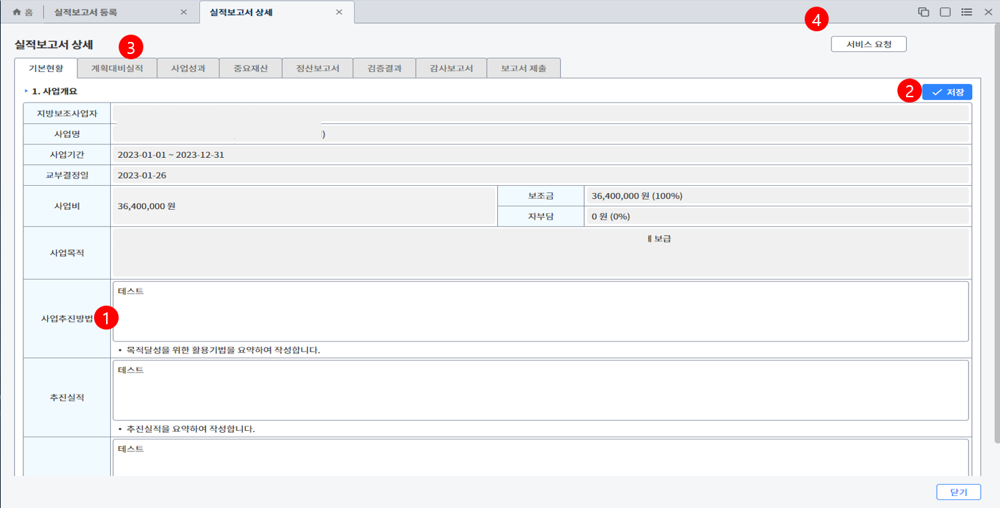 홈 실적보고서 등록 실적보고서 상세
4
실적보고서 상세
3
서비스 요청
기본현황 계획대비실적 사업성과 중요재산 정산보고서 검증결과 감사보고서 보고서 제출
1. 사업개요
2 저장
지방보조사업자
사업명 )
사업기간 2023-01-01 ~ 2023-12-31
교부결정일 2023-01-26
사업비 36,400,000 원
보조금 36,400,000 원 (100%)
자부담 0 원 (0%)
사업목적 보급
사업추진방법 1 테스트
• 목적달성을 위한 활용기법을 요약하여 작성합니다.
추진실적 테스트
• 추진실적을 요약하여 작성합니다.
테스트
닫기